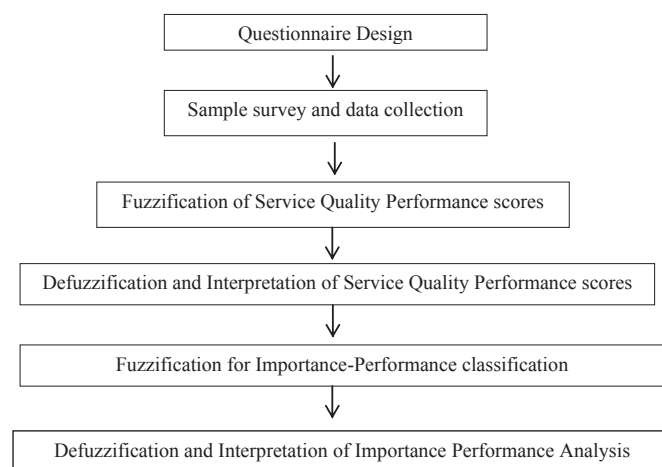 Questionnaire Design
Sample survey and data collection
Fuzzification of Service Quality Performance scores
Defuzzification and Interpretation of Service Quality Performance scores
Fuzzification for Importance-Performance classification
Defuzzification and Interpretation of Importance Performance Analysis